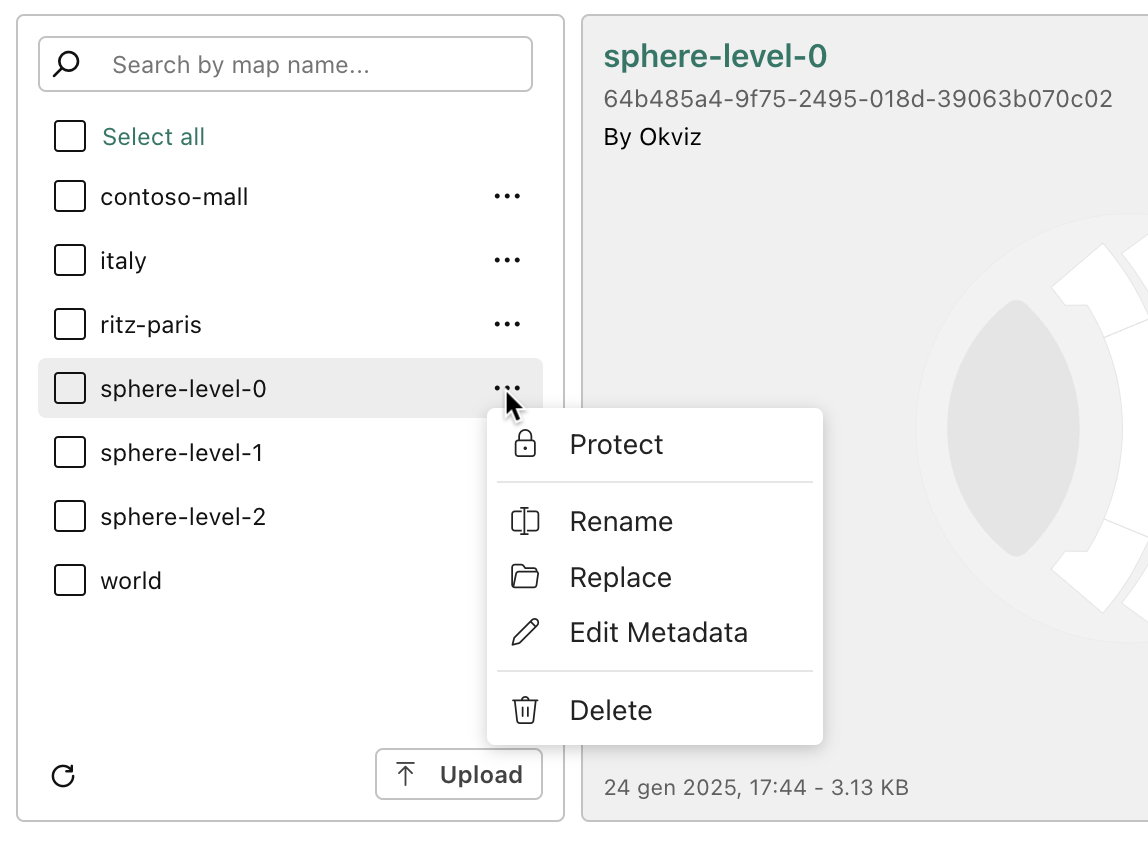 Search by map name...
Select all
contoso-mall
italy
ritz-paris
sphere-level-0
sphere-level-1
sphere-level-2
world
Upload
Protect
Rename
Replace
Edit Metadata
Delete
sphere-level-0
64b485a4-9f75-2495-018d-39063b070c02
By Okviz
24 gen 2025, 17:44 - 3.13 KB